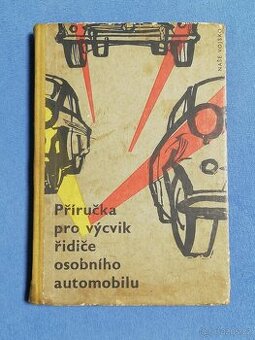 NAŠE VOJSKO
Příručka
pro výcvik
řidiče
osobního
automobilu